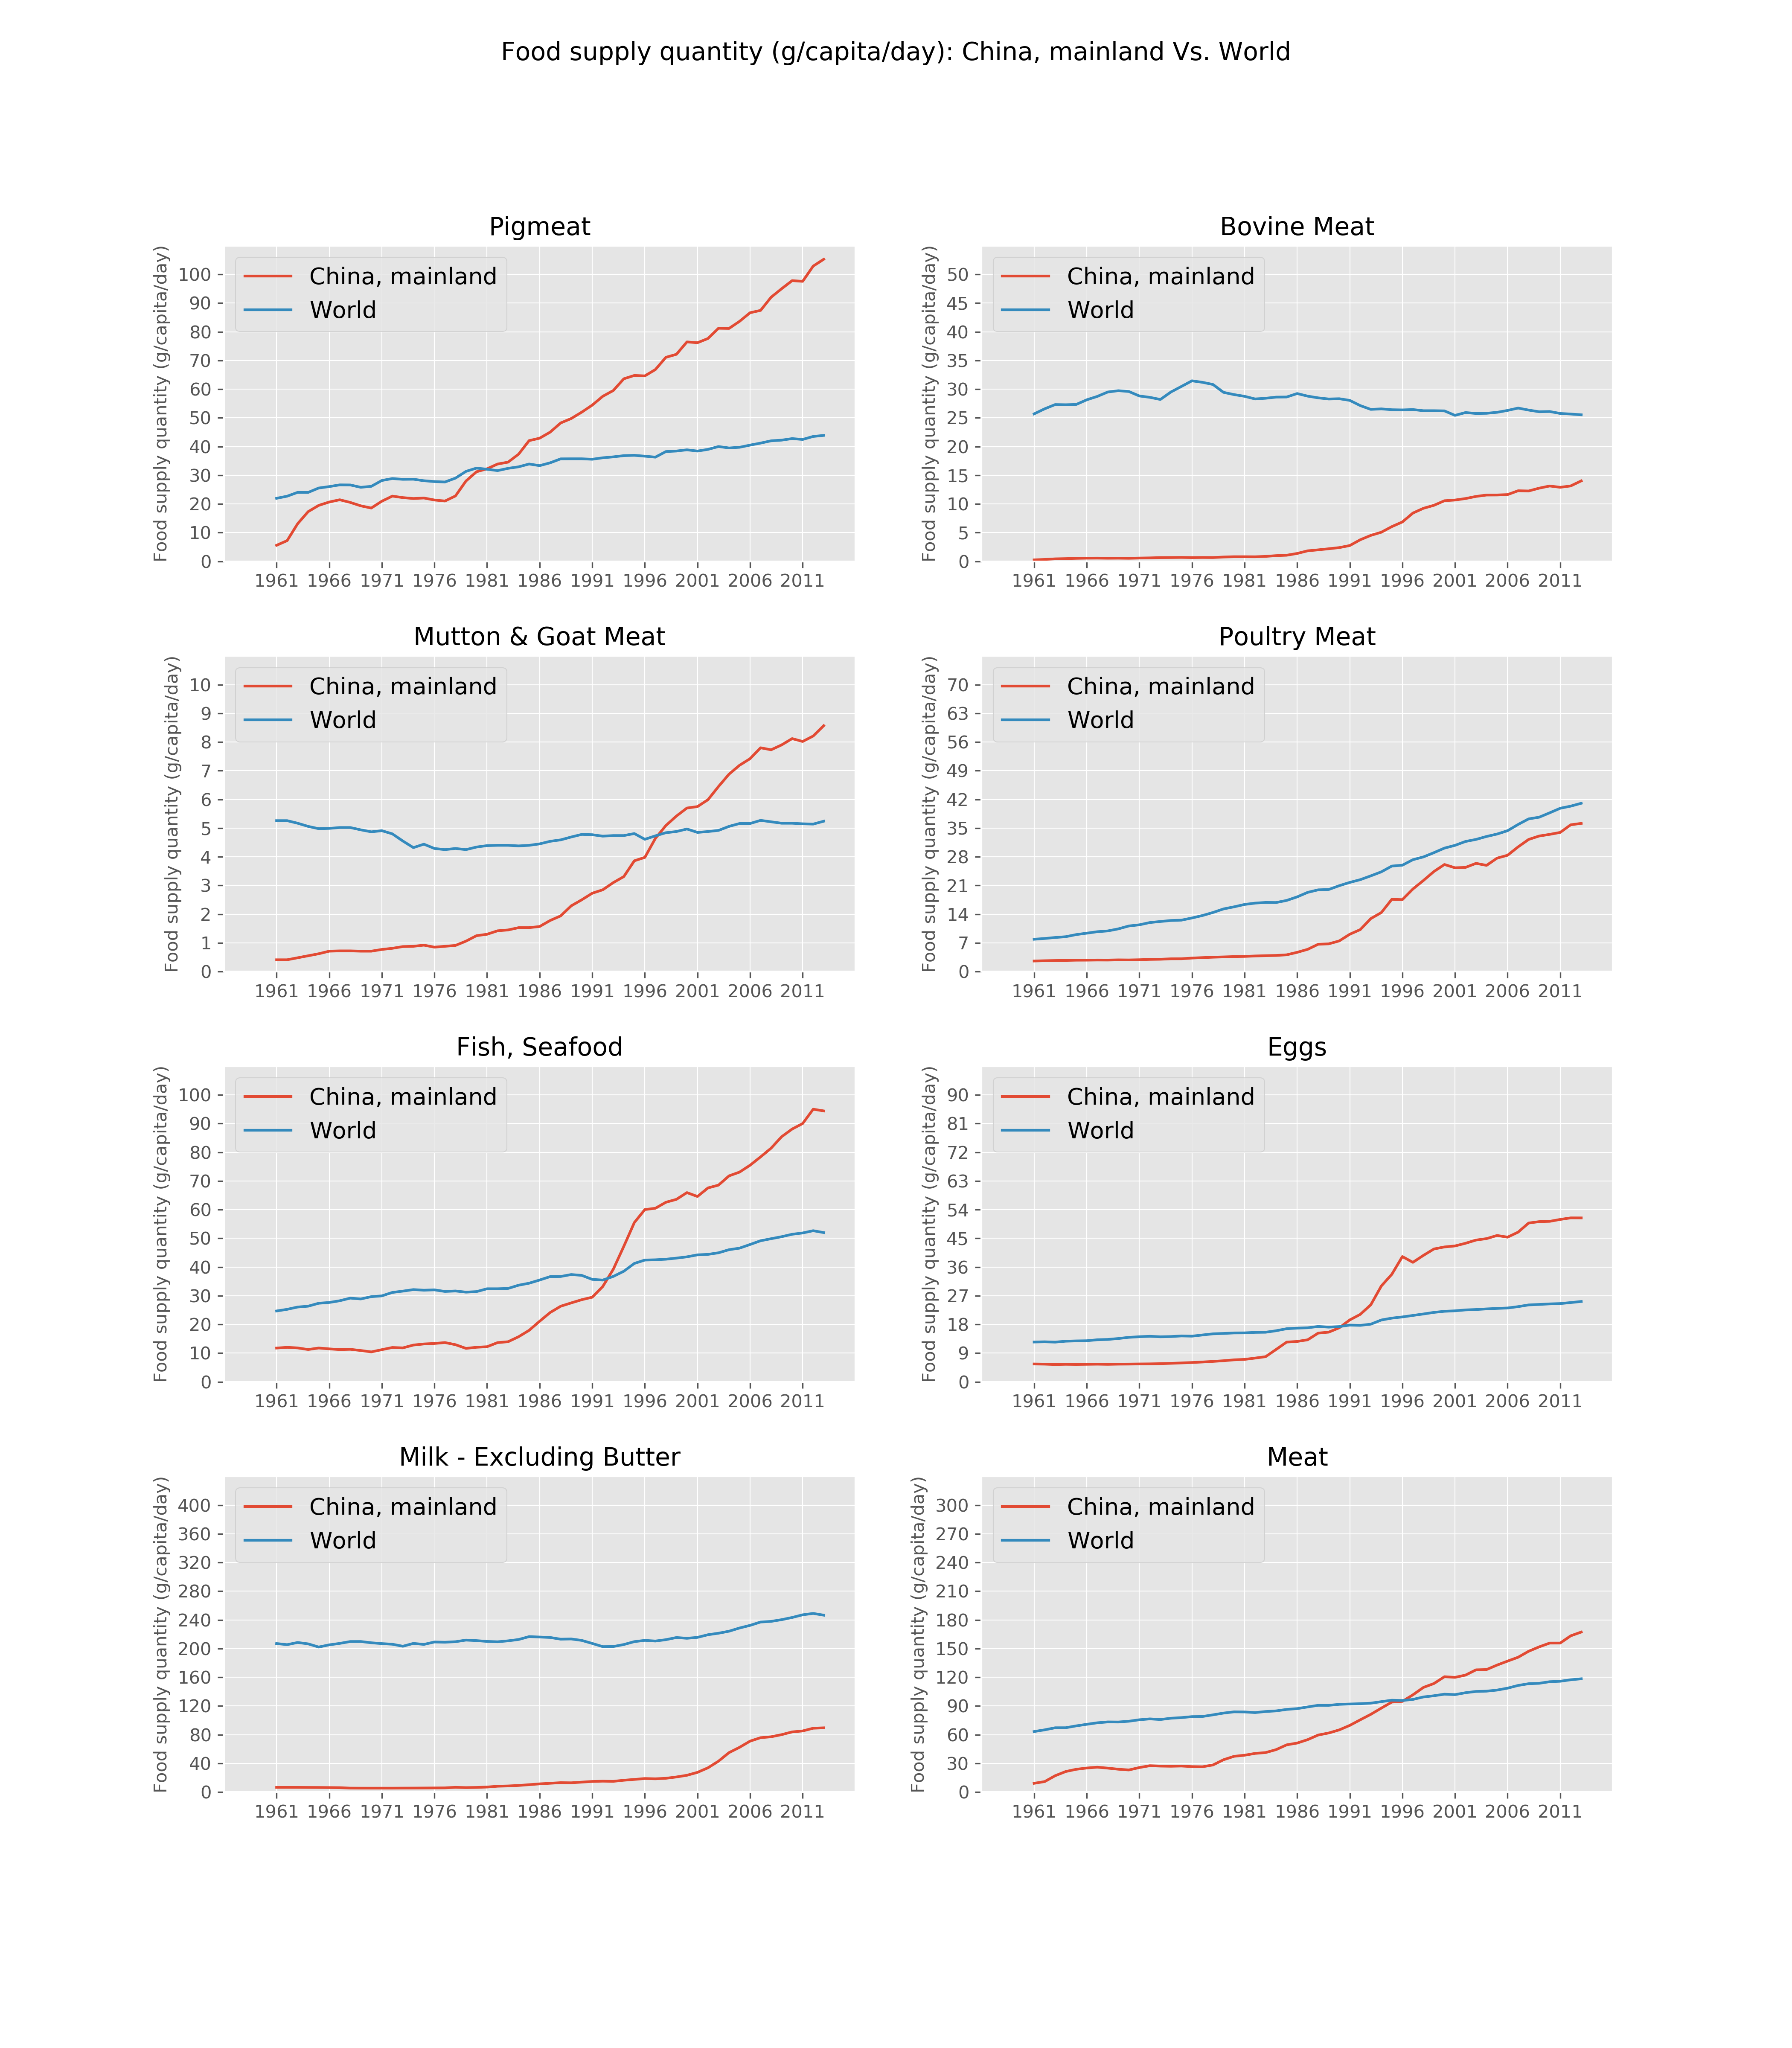 Food supply quantity (g/capita/day): China, mainland Vs. World
Pigmeat
Food supply quantity (g/capita/day)
100
90
80
70
60
50
40
30
20
10
0
China, mainland
World
1961 1966 1971 1976 1981 1986 1991 1996 2001 2006 2011
Bovine Meat
Food supply quantity (g/capita/day)
50
45
40
35
30
25
20
15
10
5
0
China, mainland
World
1961 1966 1971 1976 1981 1986 1991 1996 2001 2006 2011
Mutton & Goat Meat
Food supply quantity (g/capita/day)
10
9
8
7
6
5
4
3
2
1
0
China, mainland
World
1961 1966 1971 1976 1981 1986 1991 1996 2001 2006 2011
Poultry Meat
Food supply quantity (g/capita/day)
70
63
56
49
42
35
28
21
14
7
0
China, mainland
World
1961 1966 1971 1976 1981 1986 1991 1996 2001 2006 2011
Fish, Seafood
Food supply quantity (g/capita/day)
100
90
80
70
60
50
40
30
20
10
0
China, mainland
World
1961 1966 1971 1976 1981 1986 1991 1996 2001 2006 2011
Eggs
Food supply quantity (g/capita/day)
90
81
72
63
54
45
36
27
18
9
0
China, mainland
World
1961 1966 1971 1976 1981 1986 1991 1996 2001 2006 2011
Milk - Excluding Butter
Food supply quantity (g/capita/day)
400
360
320
280
240
200
160
120
80
40
0
China, mainland
World
1961 1966 1971 1976 1981 1986 1991 1996 2001 2006 2011
Meat
Food supply quantity (g/capita/day)
300
270
240
210
180
150
120
90
60
30
0
China, mainland
World
1961 1966 1971 1976 1981 1986 1991 1996 2001 2006 2011